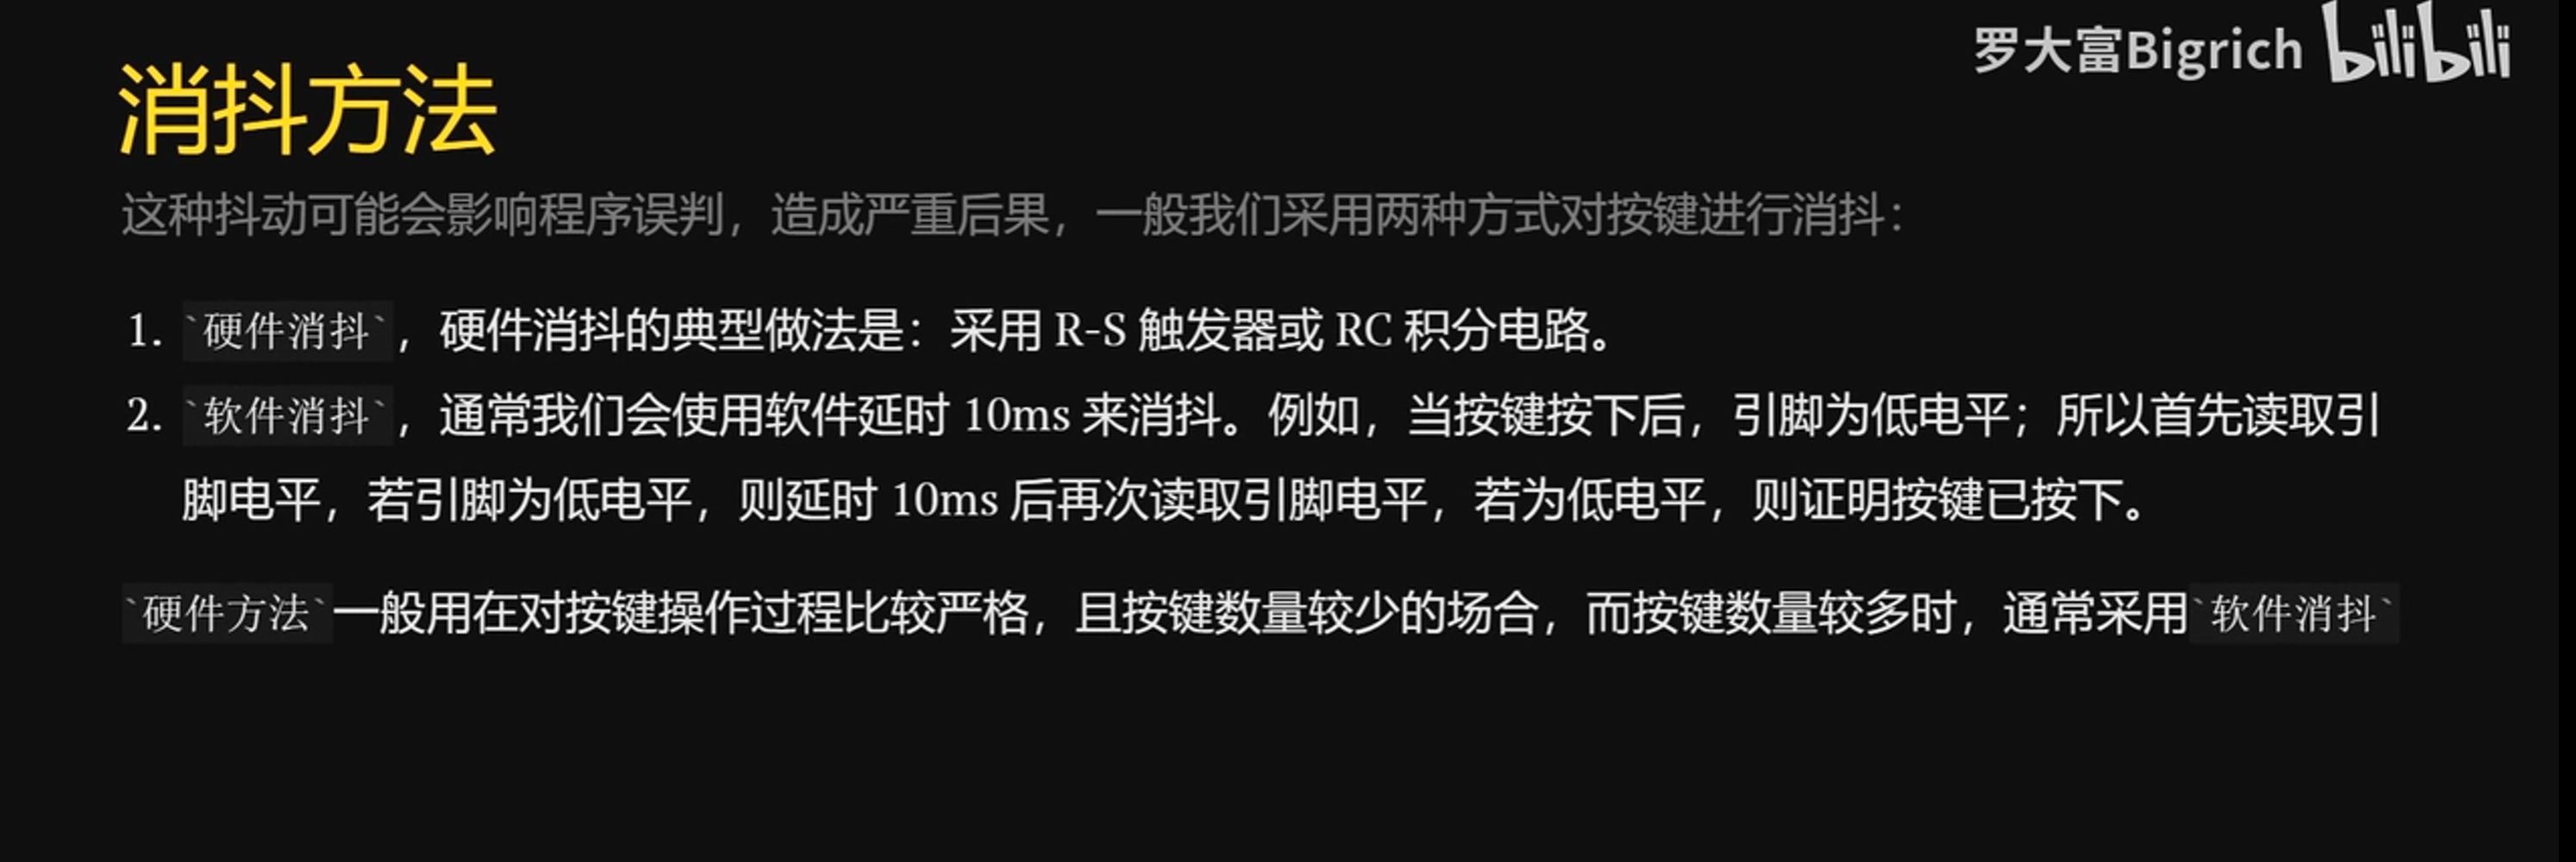 罗大富Bigrich bilibili
消抖方法
这种抖动可能会影响程序误判，造成严重后果，一般我们采用两种方式对按键进行消抖：
1. `硬件消抖`，硬件消抖的典型做法是：采用 R-S 触发器或 RC 积分电路。
2. `软件消抖`，通常我们会使用软件延时 10ms 来消抖。例如，当按键按下后，引脚为低电平；所以首先读取引
脚电平，若引脚为低电平，则延时 10ms 后再次读取引脚电平，若为低电平，则证明按键已按下。
`硬件方法`一般用在对按键操作过程比较严格，且按键数量较少的场合，而按键数量较多时，通常采用`软件消抖`